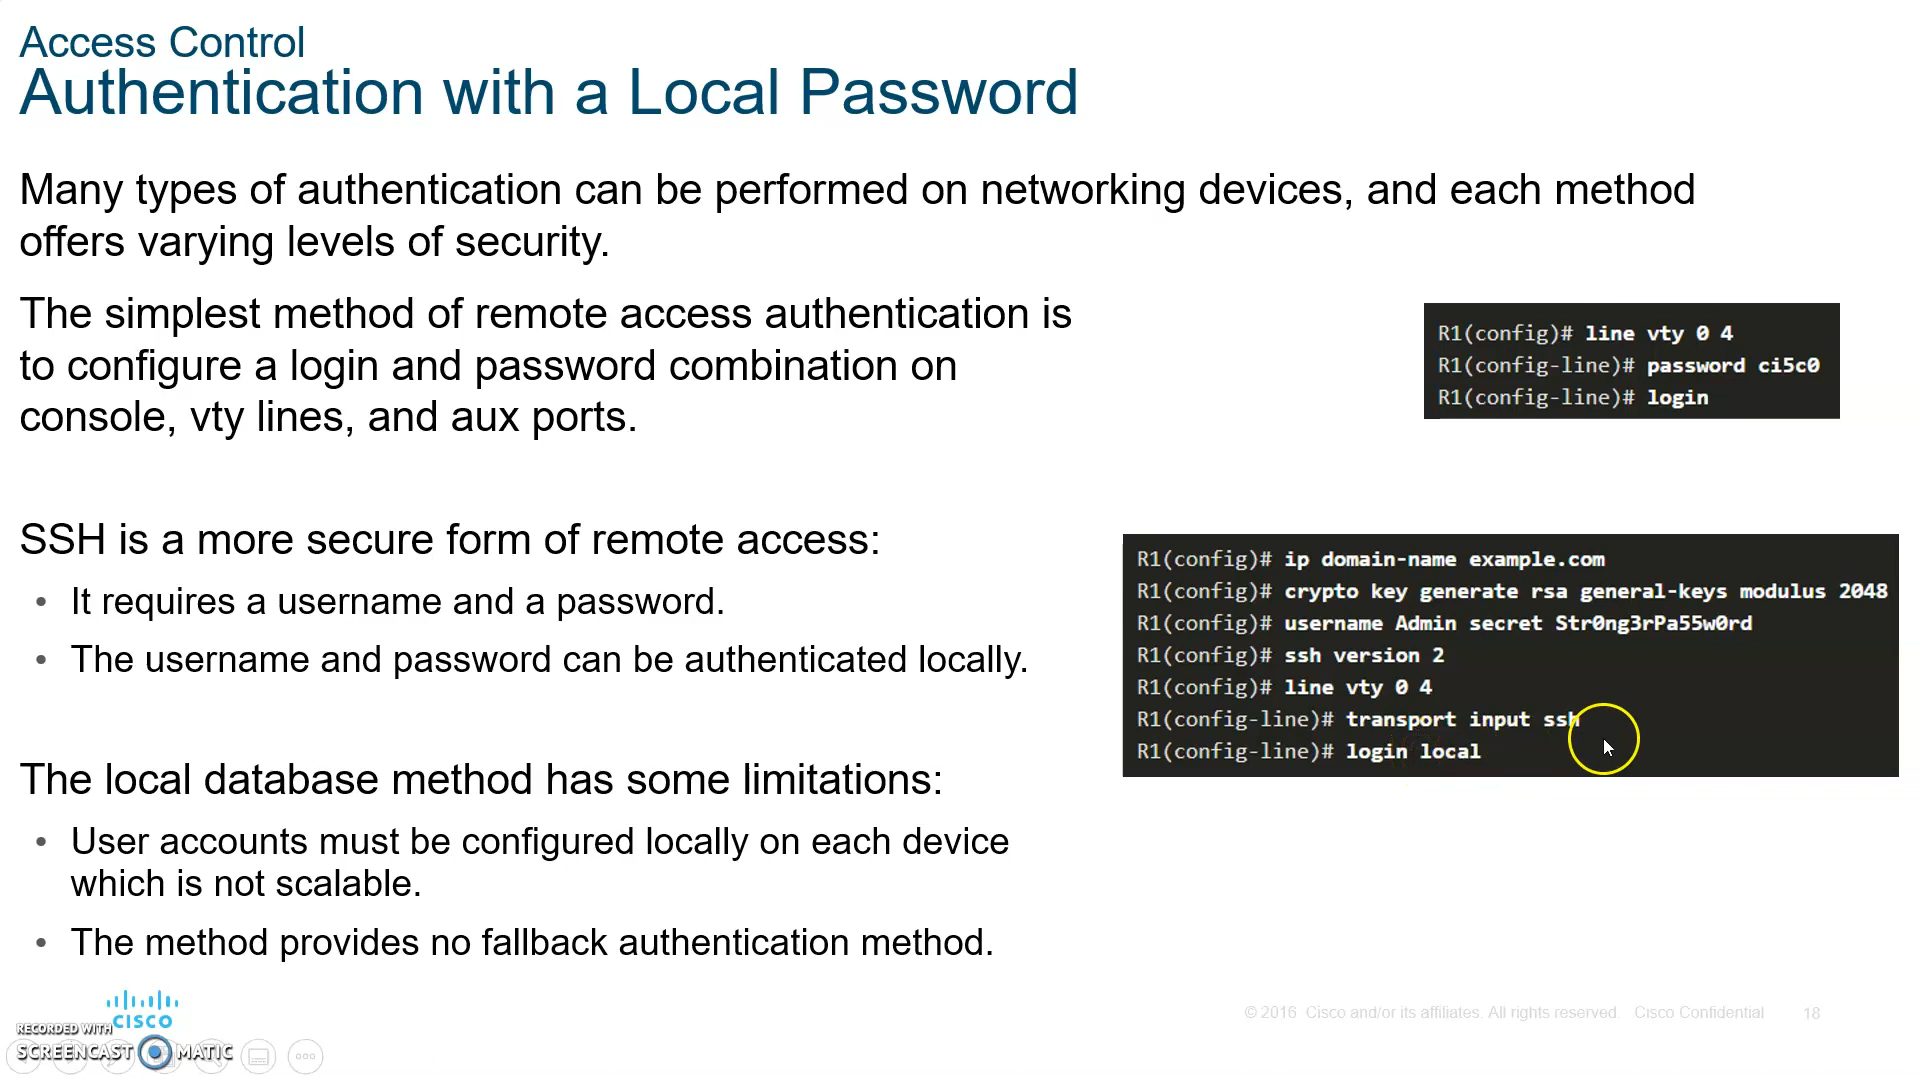 Access Control
Authentication with a Local Password
Many types of authentication can be performed on networking devices, and each method
offers varying levels of security.
The simplest method of remote access authentication is
to configure a login and password combination on
console, vty lines, and aux ports.
R1(config)# line vty 0 4
R1(config-line)# password ci5c0
R1(config-line)# login
SSH is a more secure form of remote access:
• It requires a username and a password.
• The username and password can be authenticated locally.
R1(config)# ip domain-name example.com
R1(config)# crypto key generate rsa general-keys modulus 2048
R1(config)# username Admin secret Str0ng3rPa55w0rd
R1(config)# ssh version 2
R1(config)# line vty 0 4
R1(config-line)# transport input ssh
R1(config-line)# login local
The local database method has some limitations:
• User accounts must be configured locally on each device
which is not scalable.
• The method provides no fallback authentication method.
CISCO
RECORDED WITH
SCREENCAST MATIC
© 2016 Cisco and/or its affiliates. All rights reserved. Cisco Confidential 18